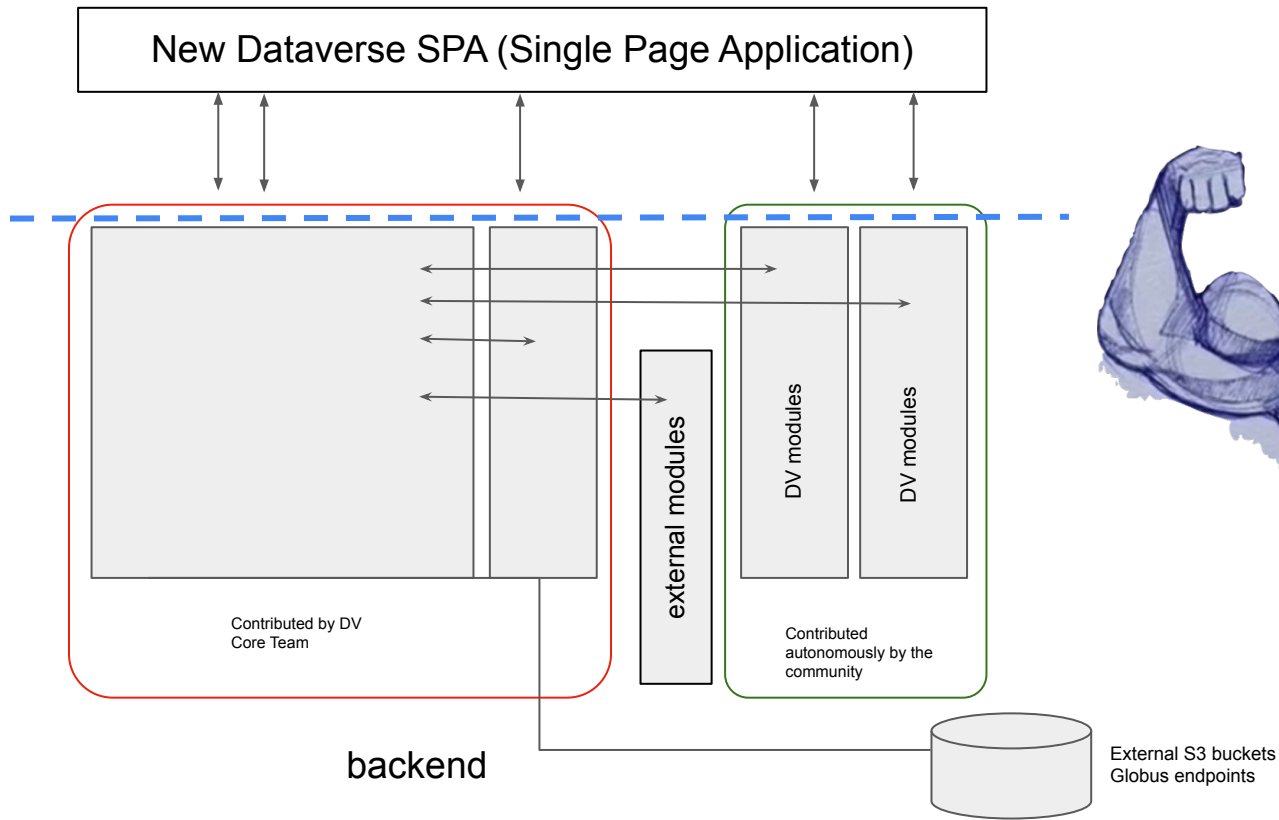 New Dataverse SPA (Single Page Application)
external modules
DV modules
DV modules
Contributed by DV
Core Team
Contributed
autonomously by the
community
backend
External S3 buckets
Globus endpoints